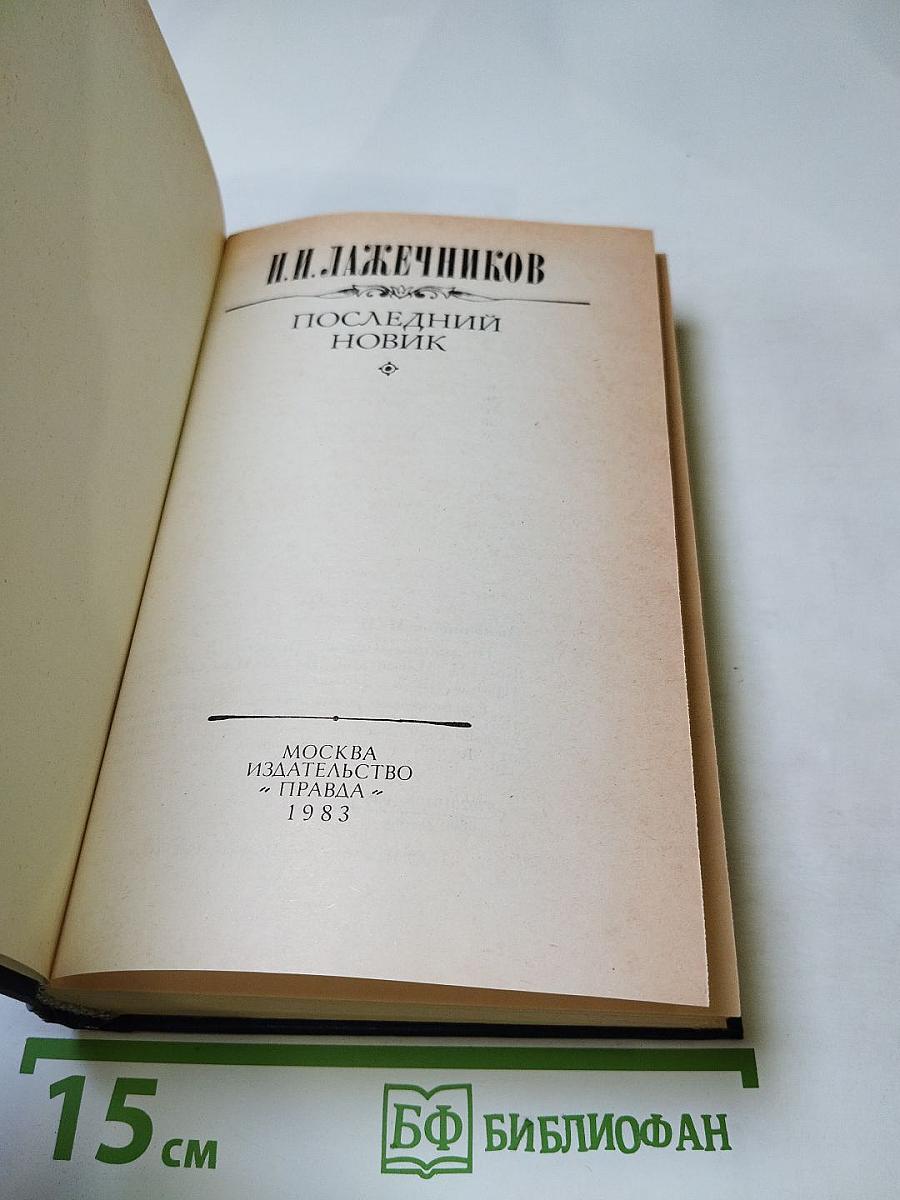 И.И. ЛАЖЕЧНИКОВ
ПОСЛЕДНИЙ
НОВИК
МОСКВА
ИЗДАТЕЛЬСТВО
„ ПРАВДА "
1983
15 см
БФ БИБЛИОФАН